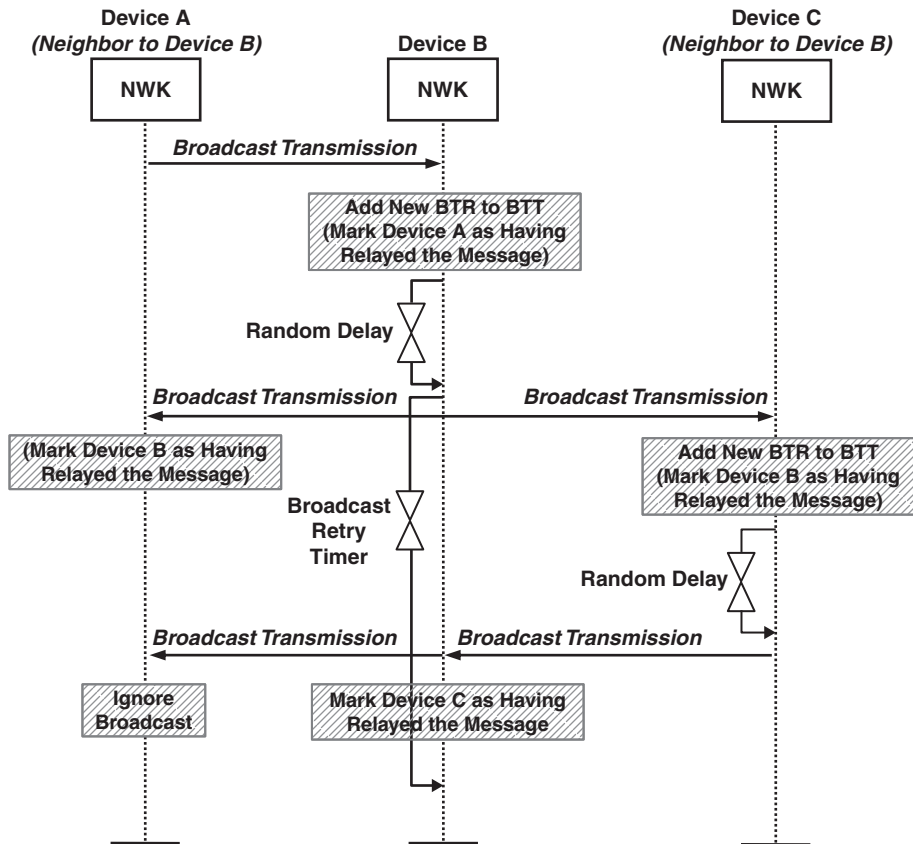 Device A
(Neighbor to Device B)
Device B
Device C
(Neighbor to Device B)
NWK
NWK
NWK
Broadcast Transmission
Add New BTR to BTT
(Mark Device A as Having
Relayed the Message)
Random Delay
Broadcast Transmission
Broadcast Transmission
(Mark Device B as Having
Relayed the Message)
Add New BTR to BTT
(Mark Device B as Having
Relayed the Message)
Broadcast
Retry
Timer
Random Delay
Broadcast Transmission
Broadcast Transmission
Ignore
Broadcast
Mark Device C as Having
Relayed the Message